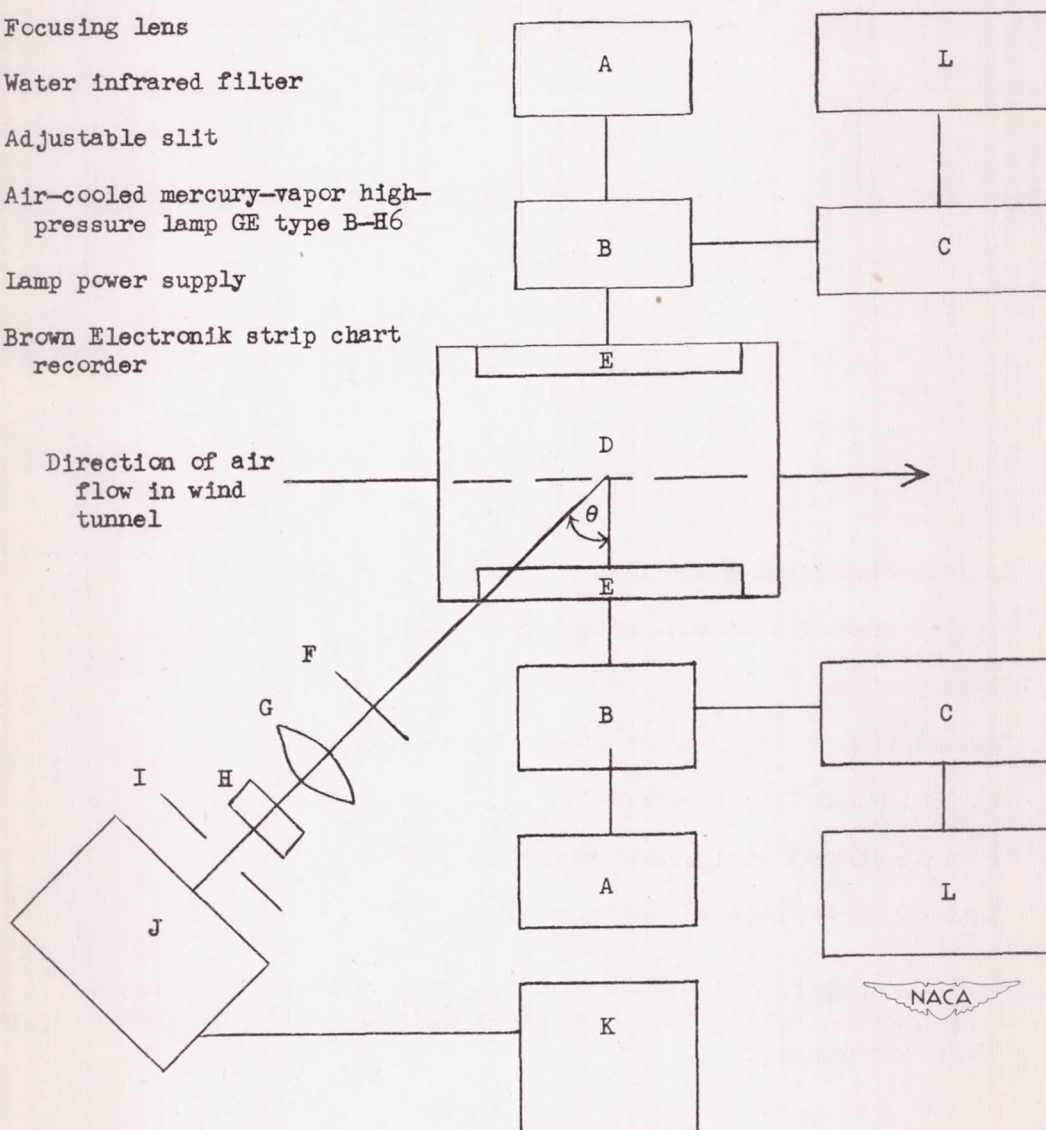 Focusing lens
Water infrared filter
Adjustable slit
Air-cooled mercury-vapor high-
pressure lamp GE type B-H6
Lamp power supply
Brown Electronik strip chart
recorder
A
L
B
C
E
D
Direction of air
flow in wind
tunnel
θ
E
F
G
B
C
I
H
A
L
J
K
NACA